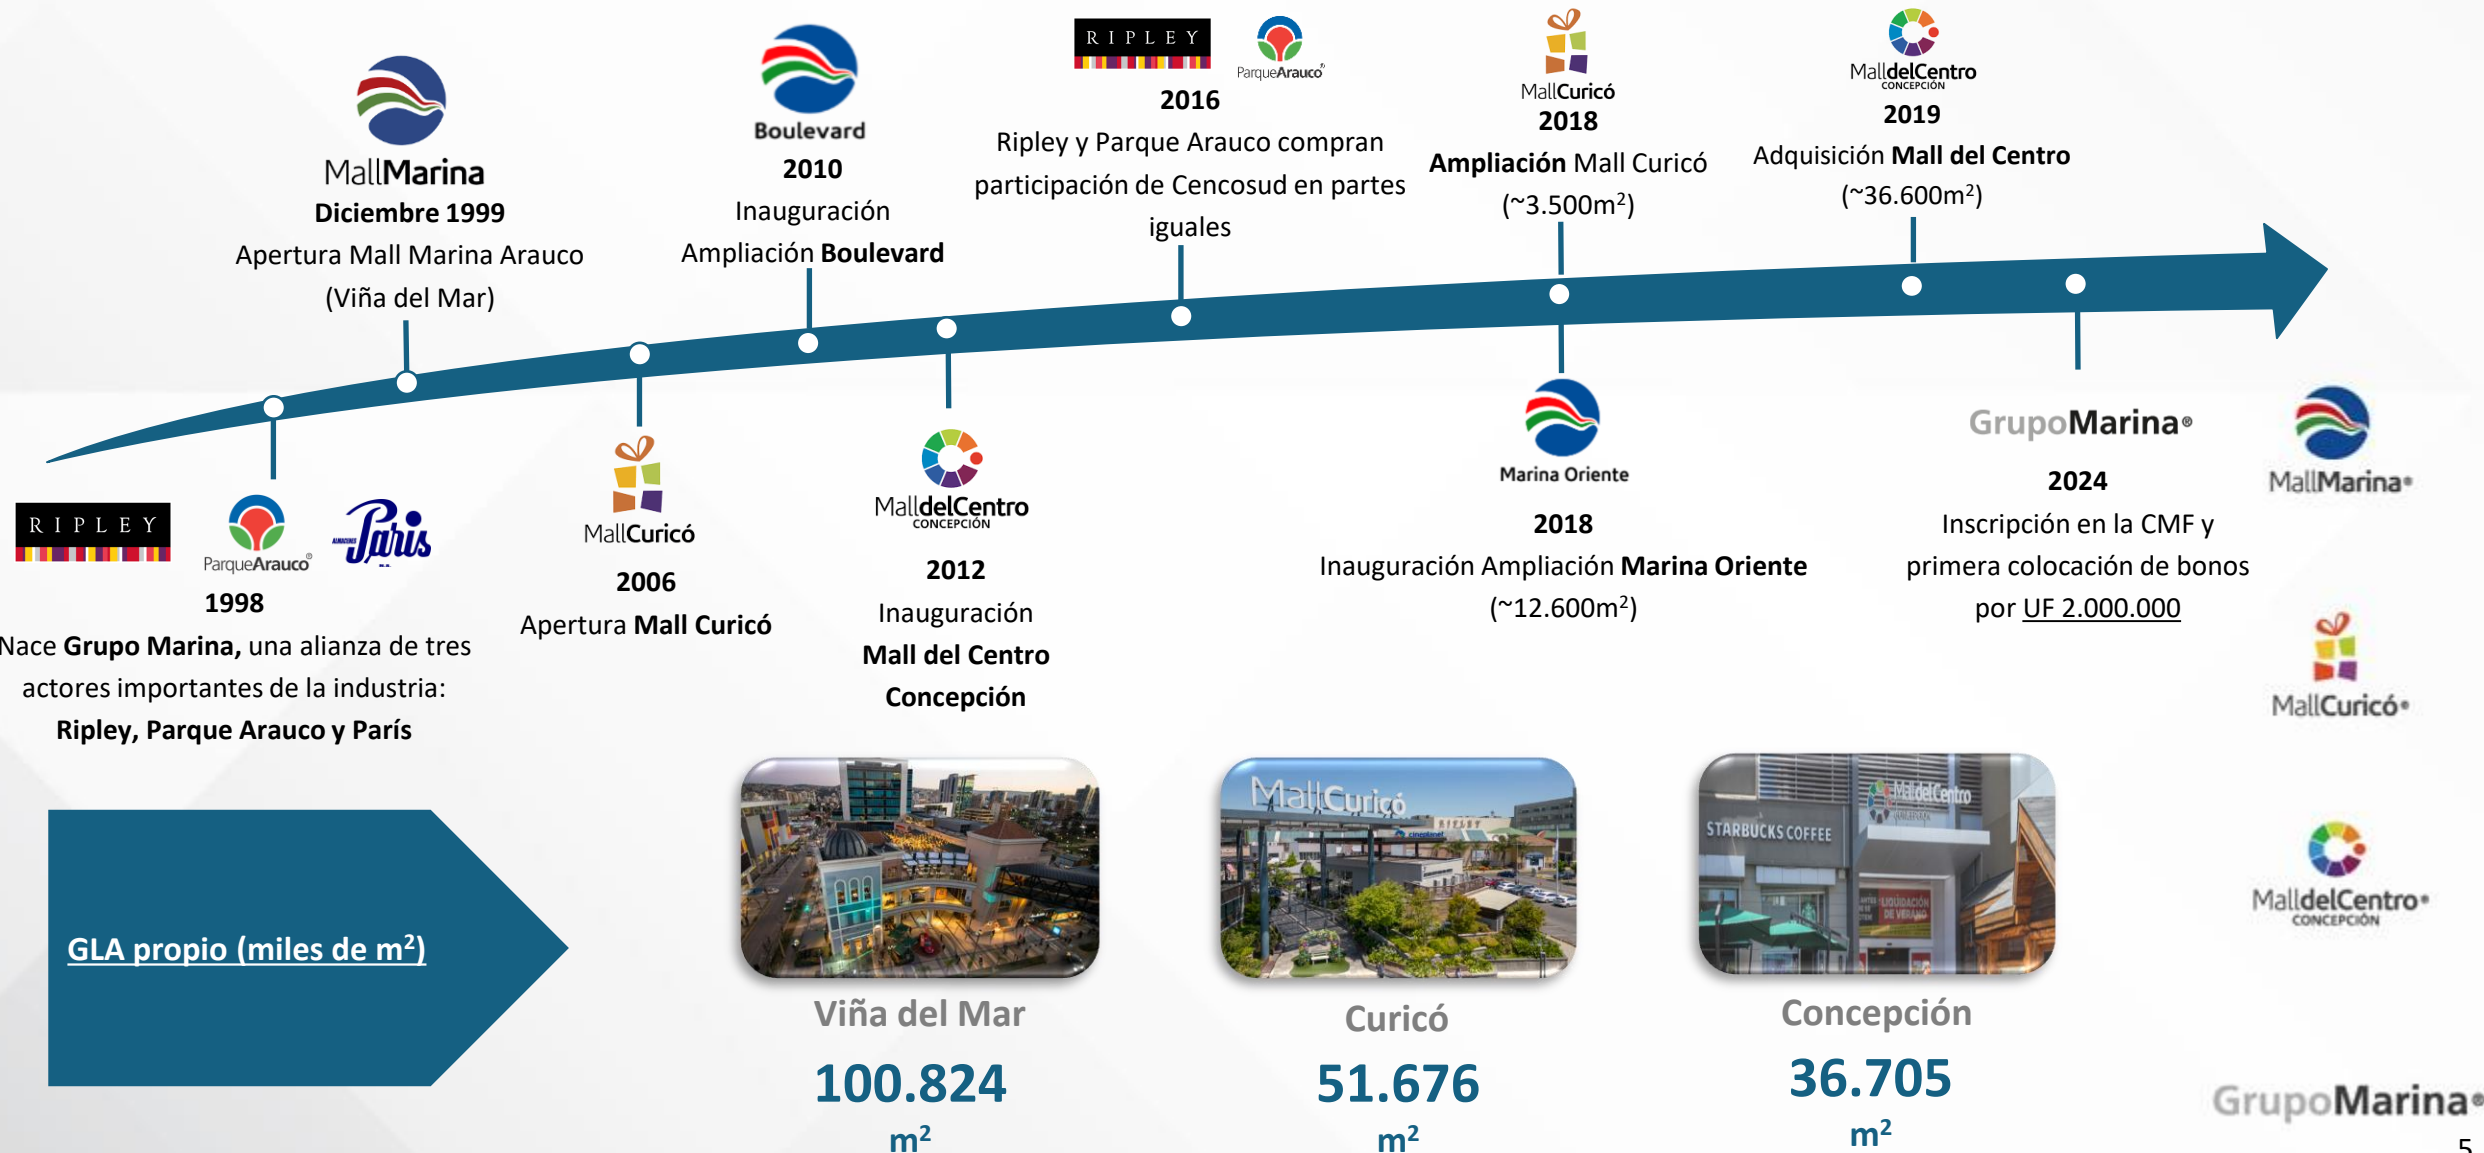 MallMarina
Diciembre 1999
Apertura Mall Marina Arauco
(Viña del Mar)
Boulevard
2010
Inauguración
Ampliación Boulevard
RIPLEY
ParqueArauco®
2016
Ripley y Parque Arauco compran
participación de Cencosud en partes
iguales
MallCuricó
2018
Ampliación Mall Curicó
(~3.500m²)
MalldelCentro
CONCEPCIÓN
2019
Adquisición Mall del Centro
(~36.600m²)
RIPLEY
ParqueArauco®
ALMACENES
Paris
S.A.
1998
Nace Grupo Marina, una alianza de tres
actores importantes de la industria:
Ripley, Parque Arauco y París
MallCuricó
2006
Apertura Mall Curicó
MalldelCentro
CONCEPCIÓN
2012
Inauguración
Mall del Centro
Concepción
Marina Oriente
2018
Inauguración Ampliación Marina Oriente
(~12.600m²)
GrupoMarina®
2024
Inscripción en la CMF y
primera colocación de bonos
por UF 2.000.000
MallMarina®
MallCuricó®
MalldelCentro®
CONCEPCIÓN
GLA propio (miles de m²)
MallCuricó
cineplanet
RIPLEY
MalldelCentro
STARBUCKS COFFEE
LIQUIDACIÓN
DE VERANO
Viña del Mar
100.824
m²
Curicó
51.676
m²
Concepción
36.705
m²
GrupoMarina®
5